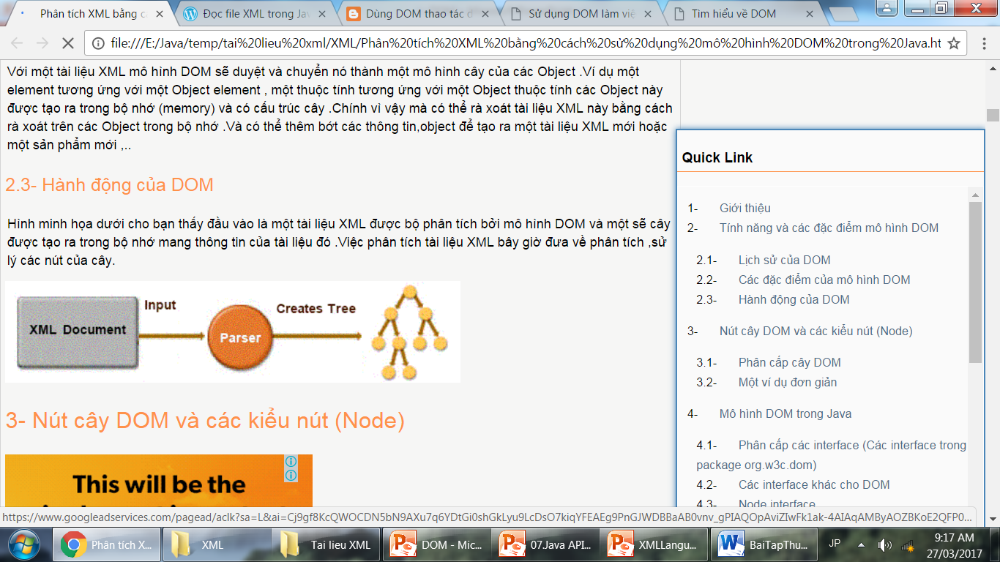 Phân tích XML bằng c
Đọc file XML trong Jav
Dùng DOM thao tác d
Sử dụng DOM làm việ
Tìm hiểu về DOM
file:///E:/Java/temp/tai%20lieu%20xml/XML/Phân%20tích%20XML%20bằng%20cách%20sử%20dụng%20mô%20hình%20DOM%20trong%20Java.ht
Với một tài liệu XML mô hình DOM sẽ duyệt và chuyển nó thành một mô hình cây của các Object .Ví dụ một
element tương ứng với một Object element , một thuộc tính tương ứng với một Object thuộc tính các Object này
được tạo ra trong bộ nhớ (memory) và có cấu trúc cây .Chính vì vậy mà có thể rà xoát tài liệu XML này bằng cách
rà xoát trên các Object trong bộ nhớ .Và có thể thêm bớt các thông tin,object để tạo ra một tài liệu XML mới hoặc
một sản phẩm mới ,..
2.3- Hành động của DOM
Hình minh họa dưới cho bạn thấy đầu vào là một tài liệu XML được bộ phân tích bởi mô hình DOM và một sẽ cây
được tạo ra trong bộ nhớ mang thông tin của tài liệu đó .Việc phân tích tài liệu XML bây giờ đưa về phân tích ,sử
lý các nút của cây.
XML Document
Input
Parser
Creates Tree
3- Nút cây DOM và các kiểu nút (Node)
This will be the
Quick Link
1- Giới thiệu
2- Tính năng và các đặc điểm mô hình DOM
2.1- Lịch sử của DOM
2.2- Các đặc điểm của mô hình DOM
2.3- Hành động của DOM
3- Nút cây DOM và các kiểu nút (Node)
3.1- Phân cấp cây DOM
3.2- Một ví dụ đơn giản
4- Mô hình DOM trong Java
4.1- Phân cấp các interface (Các interface trong
package org.w3c.dom)
4.2- Các interface khác cho DOM
4.3- Node interface
https://www.googleadservices.com/pagead/aclk?sa=L&ai=Cj9gf8KcQWOCDN5bN9AXu7q6YDtGi0shGkLyu9LcDsO7kiqYFEAEg9PnGJWDBBaAB0vnv_gPIAQOpAviZIwFk1ak-4AIAqAMByAOZBKoE2QFP0...
Phân tích X...
XML
Tai lieu XML
DOM - Mic...
07.Java API...
XMLLangu...
BaiTapThu...
JP
9:17 AM
27/03/2017